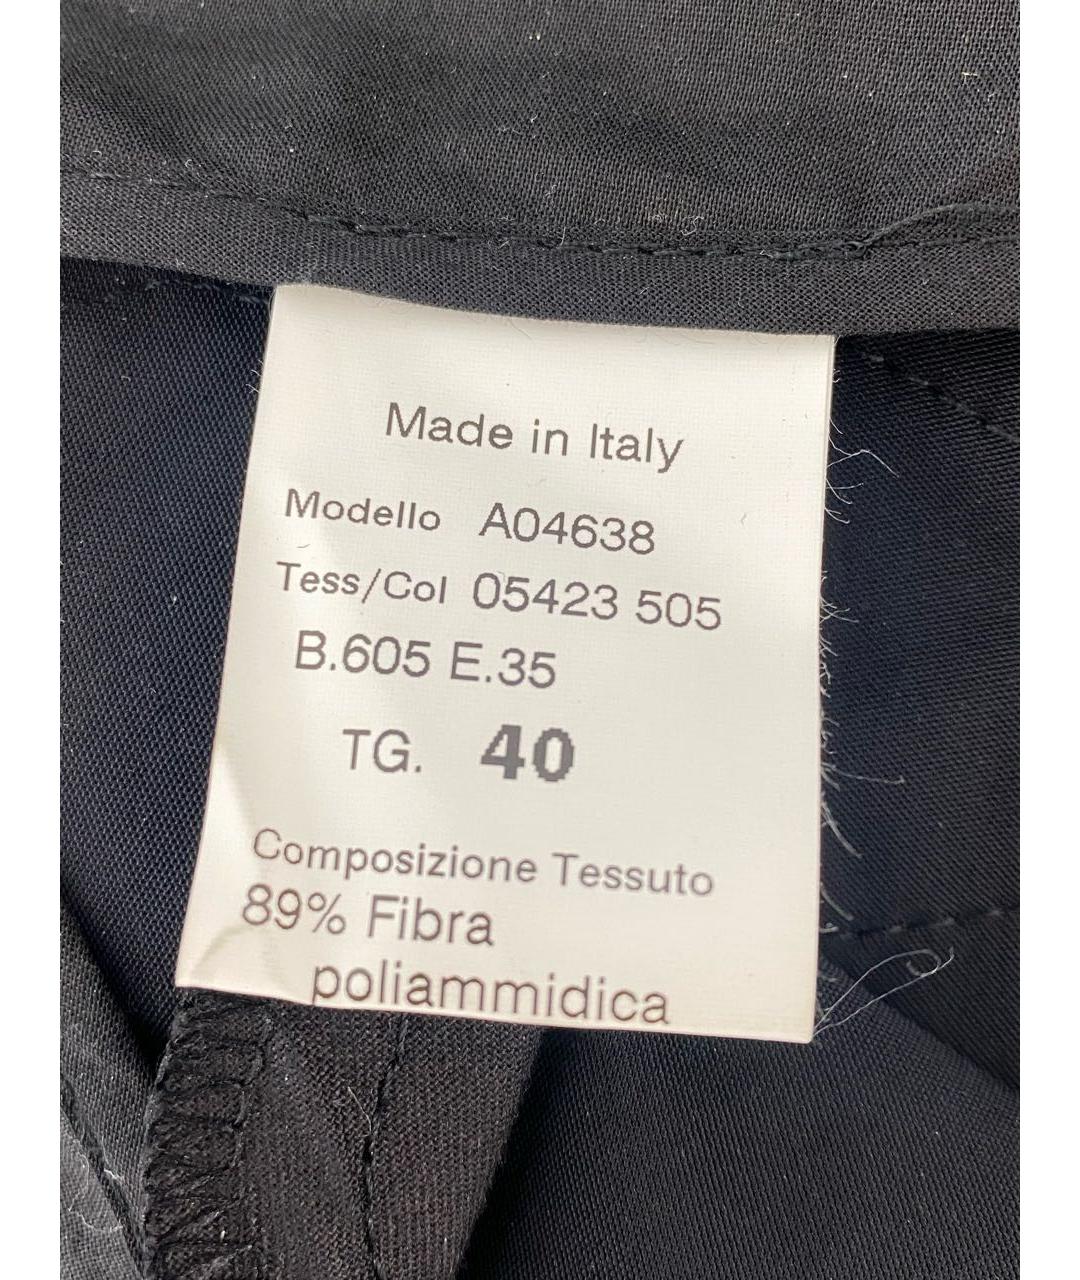 Made in Italy
Modello A04638
Tess/Col 05423 505
B.605 E.35
TG. 40
Composizione Tessuto
89% Fibra
poliammidica